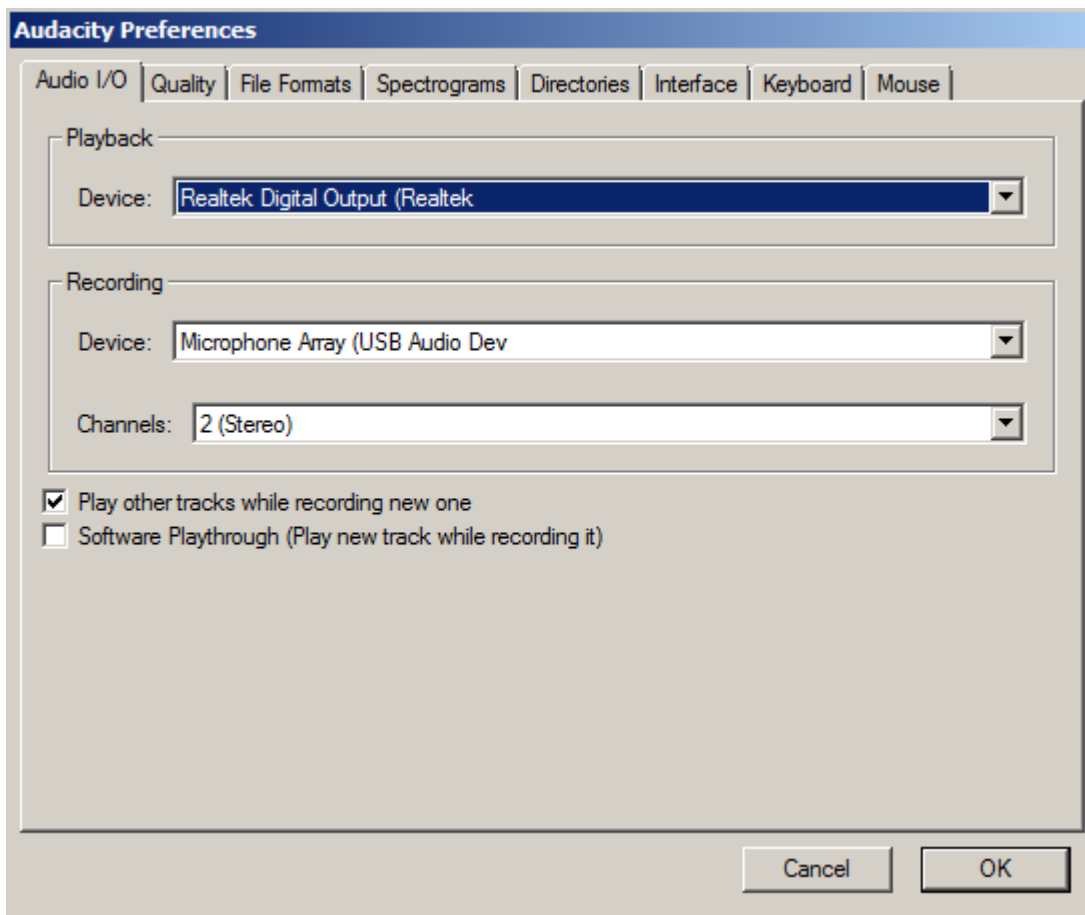 Audacity Preferences
Audio I/O Quality File Formats Spectrograms Directories Interface Keyboard Mouse
Playback
Device: Realtek Digital Output (Realtek
Recording
Device: Microphone Array (USB Audio Dev
Channels: 2 (Stereo)
Play other tracks while recording new one
Software Playthrough (Play new track while recording it)
Cancel OK